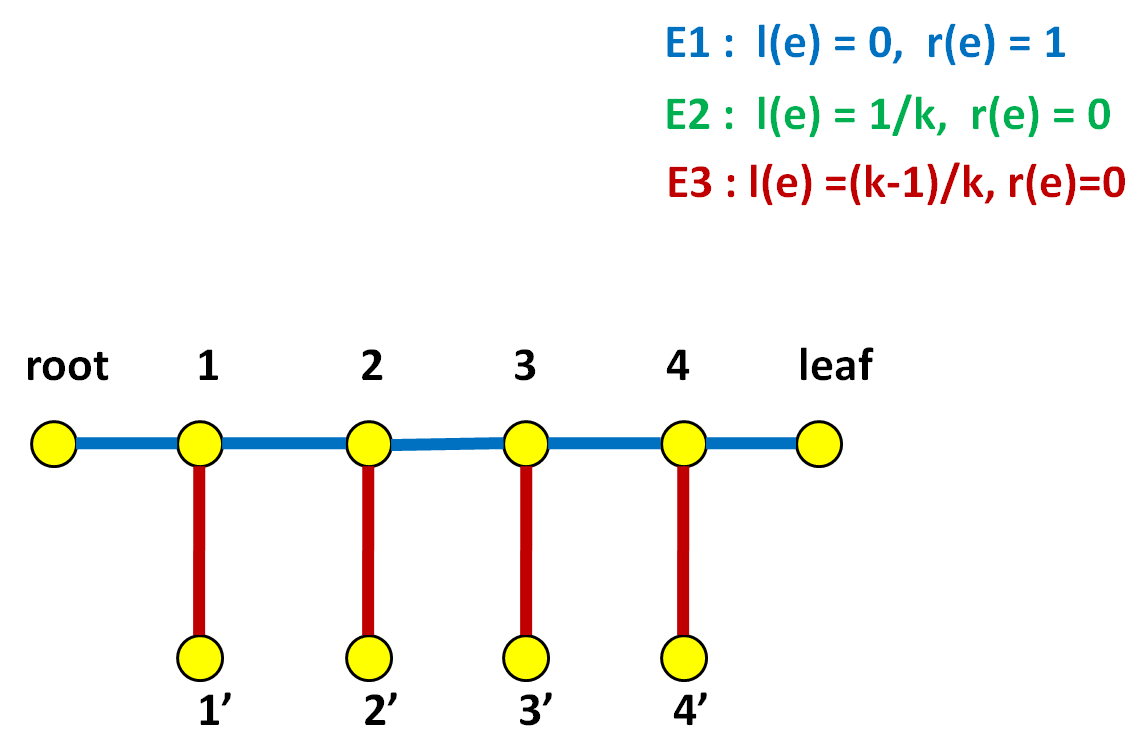 E1 : l(e) = 0, r(e) = 1
E2 : l(e) = 1/k, r(e) = 0
E3 : l(e) =(k-1)/k, r(e)=0
root 1 2 3 4 leaf
1’ 2’ 3’ 4’